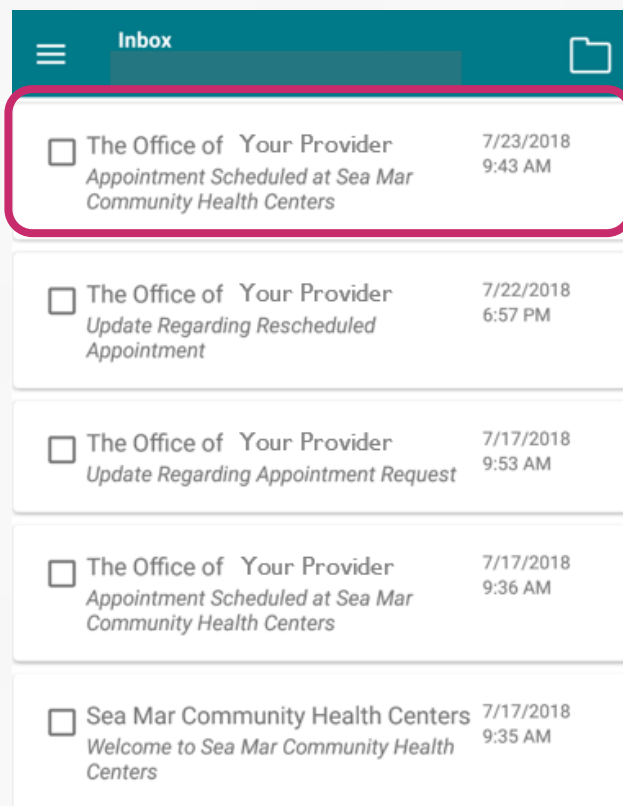 Inbox
The Office of Your Provider 7/23/2018
Appointment Scheduled at Sea Mar 9:43 AM
Community Health Centers
The Office of Your Provider 7/22/2018
Update Regarding Rescheduled 6:57 PM
Appointment
The Office of Your Provider 7/17/2018
Update Regarding Appointment Request 9:53 AM
The Office of Your Provider 7/17/2018
Appointment Scheduled at Sea Mar 9:36 AM
Community Health Centers
Sea Mar Community Health Centers 7/17/2018
Welcome to Sea Mar Community Health 9:35 AM
Centers